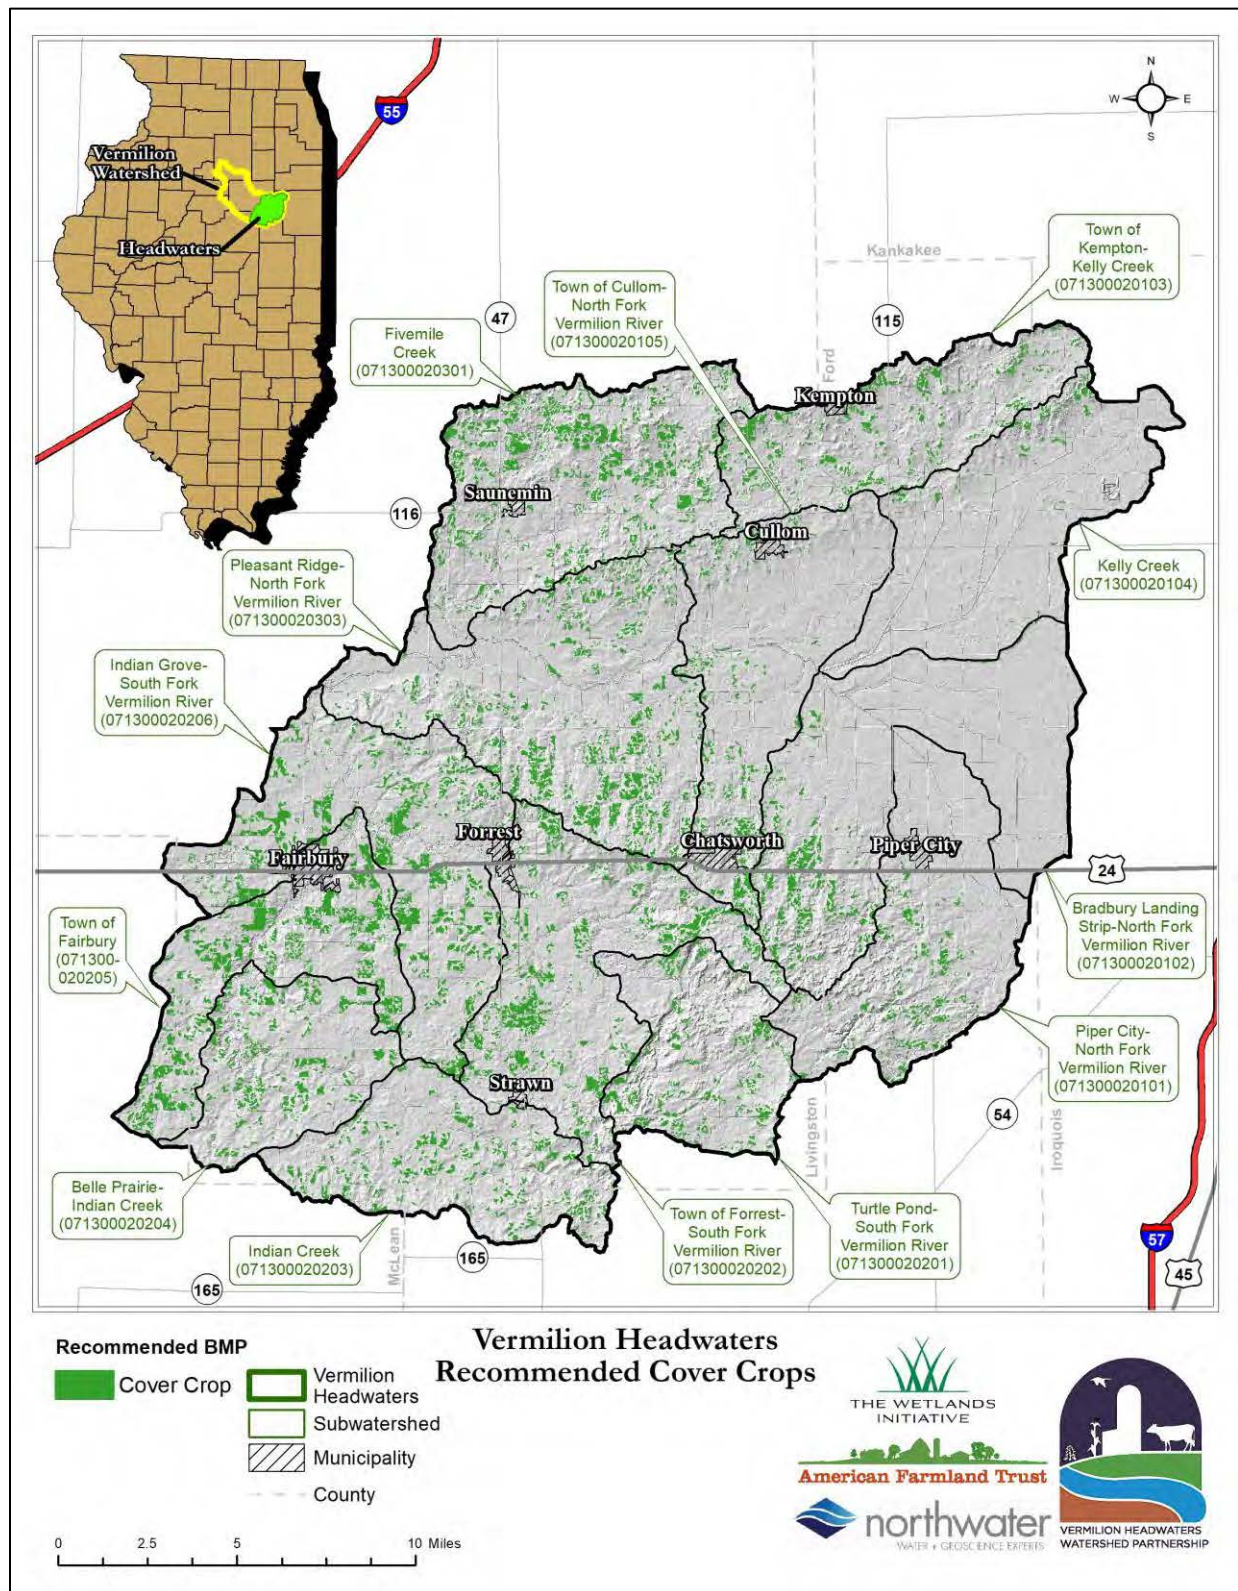 55
N
W
E
S
Vermilion
Watershed
Headwaters
Kankakee
Town of
Kempton-
Kelly Creek
(071300020103)
Town of Cullom-
North Fork
Vermilion River
(071300020105)
47
115
Fivemile
Creek
(071300020301)
Ford
Kempton
Saunemin
116
Cullom
Pleasant Ridge-
North Fork
Vermilion River
(071300020303)
Kelly Creek
(071300020104)
Indian Grove-
South Fork
Vermilion River
(071300020206)
Forrest
Chatsworth
Piper City
Fairbury
24
Town of
Fairbury
(071300-
020205)
Bradbury Landing
Strip-North Fork
Vermilion River
(071300020102)
Piper City-
North Fork
Vermilion River
(071300020101)
Strawn
54
Livingston
Iroquois
Belle Prairie-
Indian Creek
(071300020204)
Indian Creek
(071300020203)
McLean
165
165
Town of Forrest-
South Fork
Vermilion River
(071300020202)
Turtle Pond-
South Fork
Vermilion River
(071300020201)
57
45
Vermilion Headwaters
Recommended Cover Crops
Recommended BMP
Cover Crop
Vermilion
Headwaters
Subwatershed
Municipality
County
0 2.5 5 10 Miles
THE WETLANDS
INITIATIVE
American Farmland Trust
northwater
WATER + GEOSCIENCE EXPERTS
VERMILION HEADWATERS
WATERSHED PARTNERSHIP